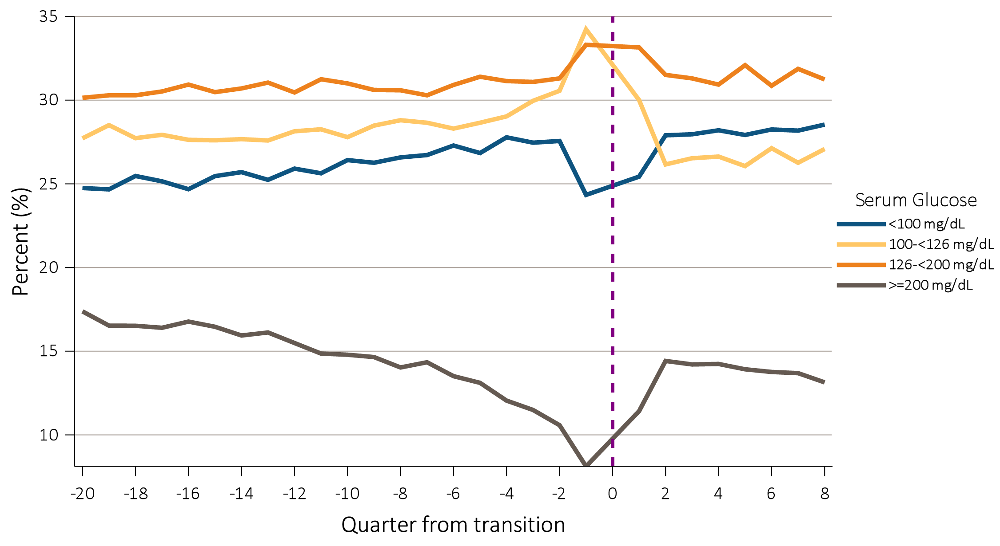 35
30
25
20
15
10
Percent (%)
-20 -18 -16 -14 -12 -10 -8 -6 -4 -2 0 2 4 6 8
Quarter from transition
Serum Glucose
<100 mg/dL
100-<126 mg/dL
126-<200 mg/dL
>=200 mg/dL